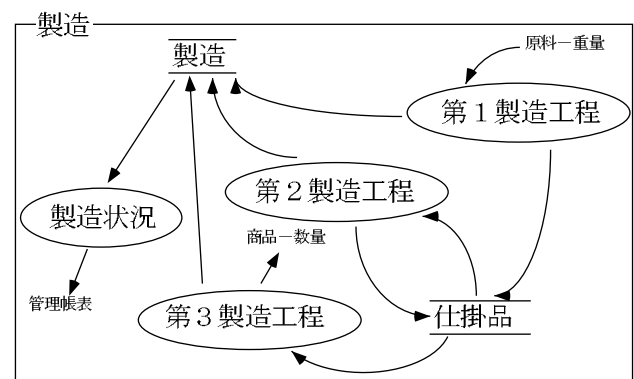 製造
製造
原料－重量
第１製造工程
第２製造工程
製造状況
商品－数量
管理帳表
第３製造工程
仕掛品